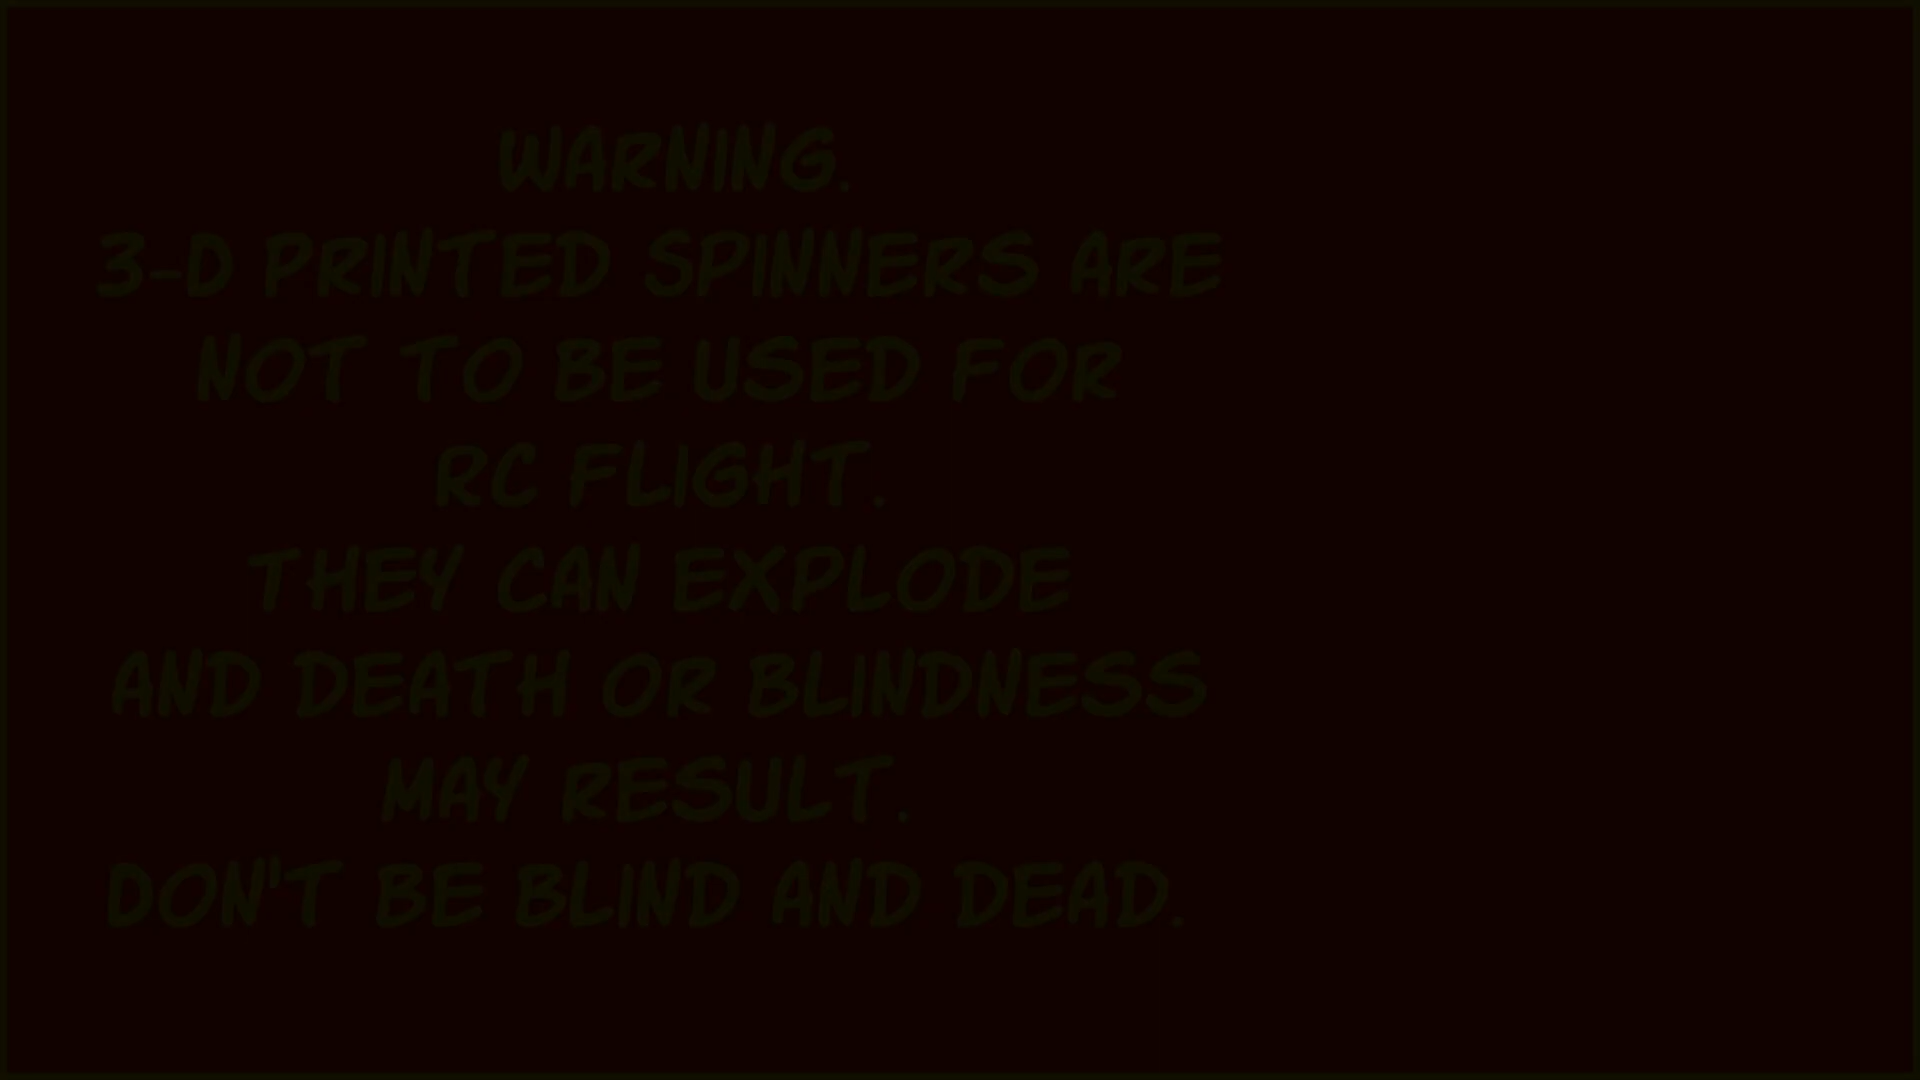 WARNING.
3-D PRINTED SPINNERS ARE
NOT TO BE USED FOR
RC FLIGHT.
THEY CAN EXPLODE
AND DEATH OR BLINDNESS
MAY RESULT.
DON'T BE BLIND AND DEAD.